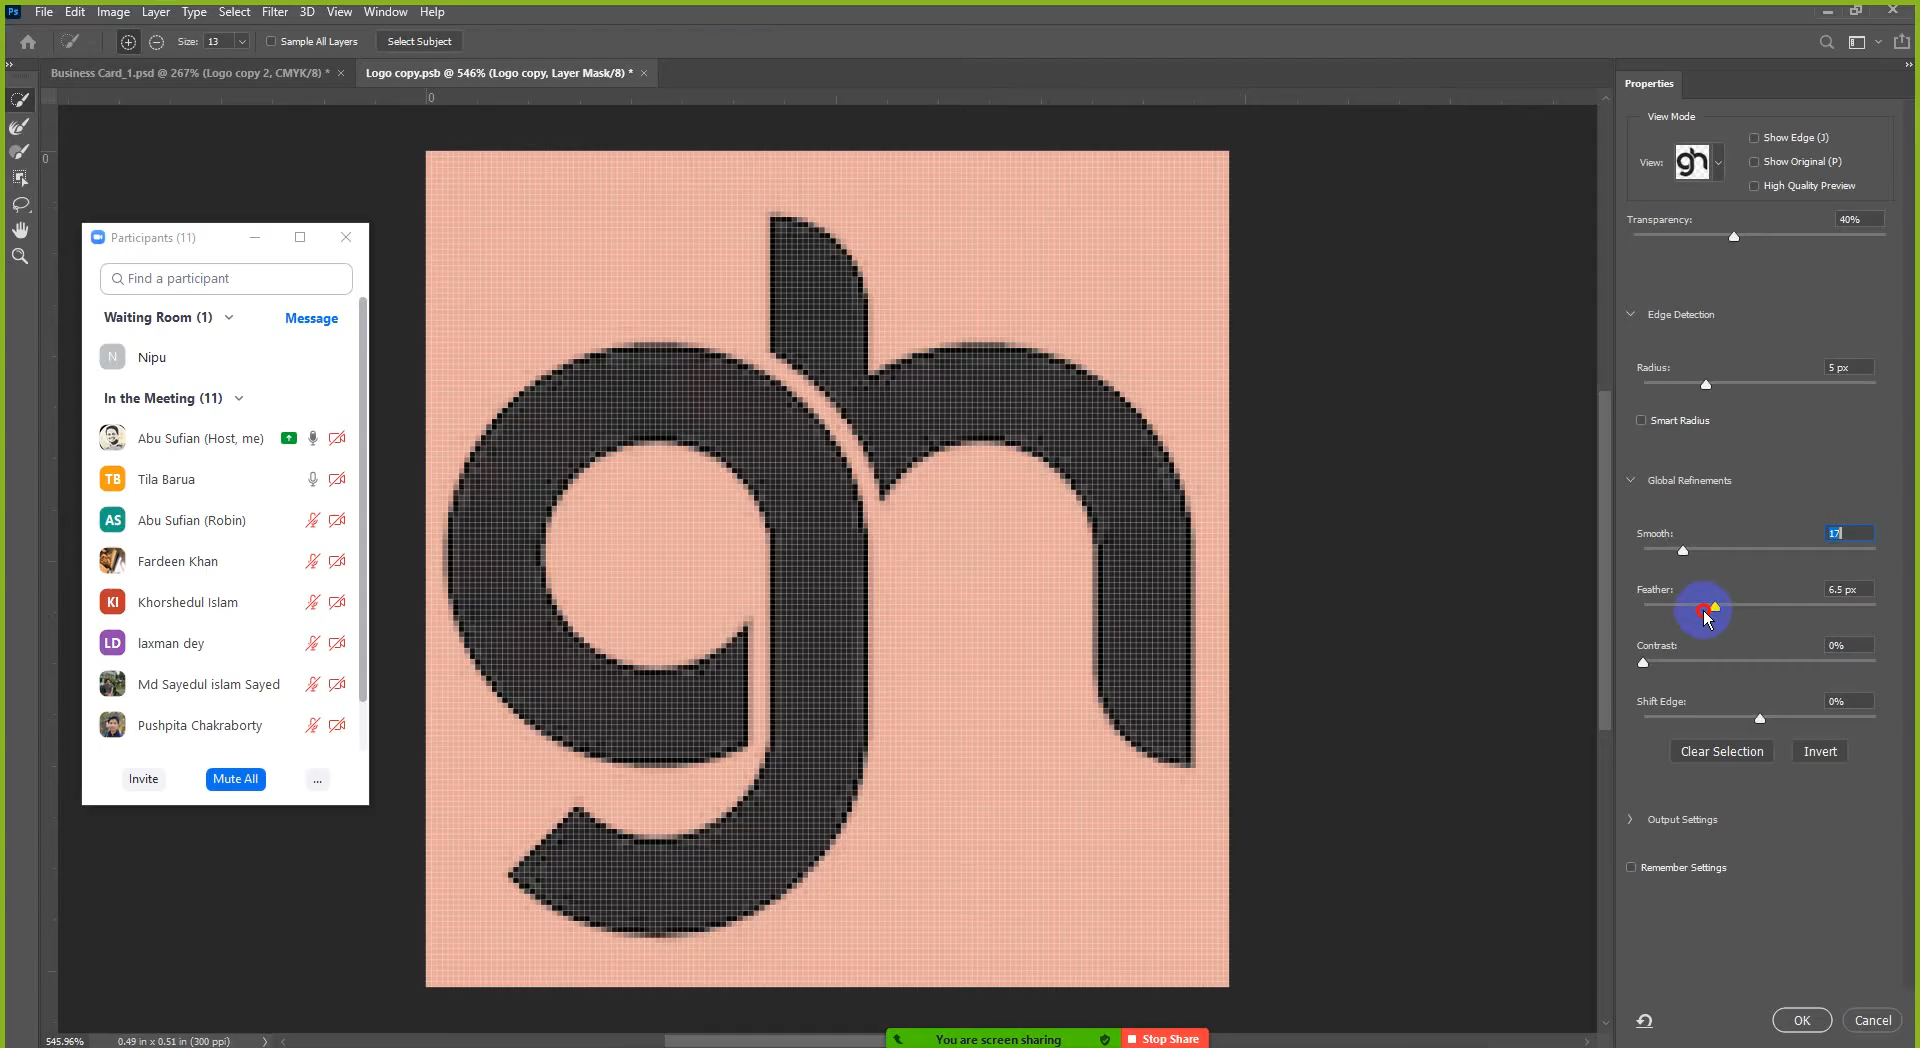 Ps File Edit Image Layer Type Select Filter 3D View Window Help
Size: 13 Sample All Layers Select Subject
Business Card_1.psd @ 267% (Logo copy 2, CMYK/8) * × Logo copy.psb @ 546% (Logo copy, Layer Mask/8) * ×
0
0
Participants (11)
Find a participant
Waiting Room (1) Message
N Nipu
In the Meeting (11)
Abu Sufian (Host, me)
TB Tila Barua
AS Abu Sufian (Robin)
Fardeen Khan
KI Khorshedul Islam
LD laxman dey
Md Sayedul islam Sayed
Pushpita Chakraborty
Invite Mute All ...
gh
Properties
View Mode
Show Edge (J)
View: gh Show Original (P)
High Quality Preview
Transparency: 40%
Edge Detection
Radius: 5 px
Smart Radius
Global Refinements
Smooth: 17
Feather: 6.5 px
Contrast: 0%
Shift Edge: 0%
Clear Selection Invert
Output Settings
Remember Settings
OK Cancel
545.96% 0.49 in x 0.51 in (300 ppi)
You are screen sharing Stop Share